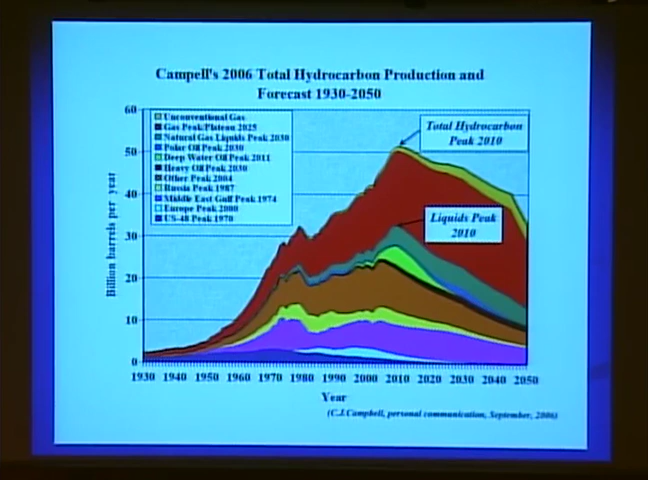 Campell's 2006 Total Hydrocarbon Production and
Forecast 1930-2050
60
50
40
30
20
10
0
Billion barrels per year
Unconventional Gas
Gas Peak/Plateau 2025
Natural Gas Liquids Peak 2030
Polar Oil Peak 2030
Deep Water Oil Peak 2011
Heavy Oil Peak 2030
Other Peak 2004
Russia Peak 1987
Middle East Gulf Peak 1974
Europe Peak 2000
US-48 Peak 1970
Total Hydrocarbon
Peak 2010
Liquids Peak
2010
1930 1940 1950 1960 1970 1980 1990 2000 2010 2020 2030 2040 2050
Year
(C.J.Campbell, personal communication, September, 2006)